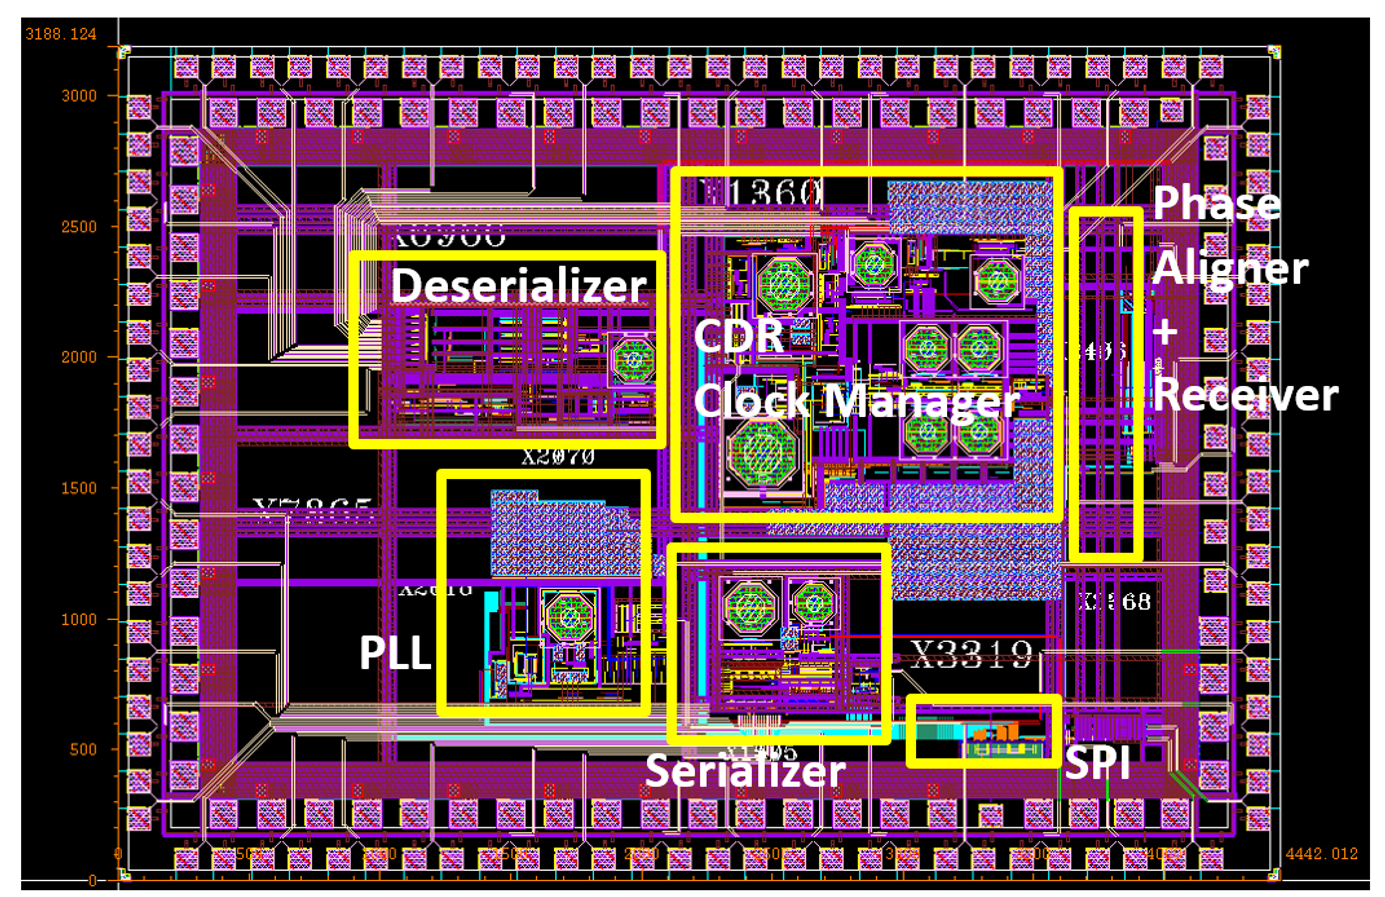 3188.124
3000
2500
2000
1500
1000
500
0
Deserializer
CDR
Clock Manager
Phase
Aligner
+
Receiver
X2070
PLL
X3319
Serializer
SPI
0
4442.012